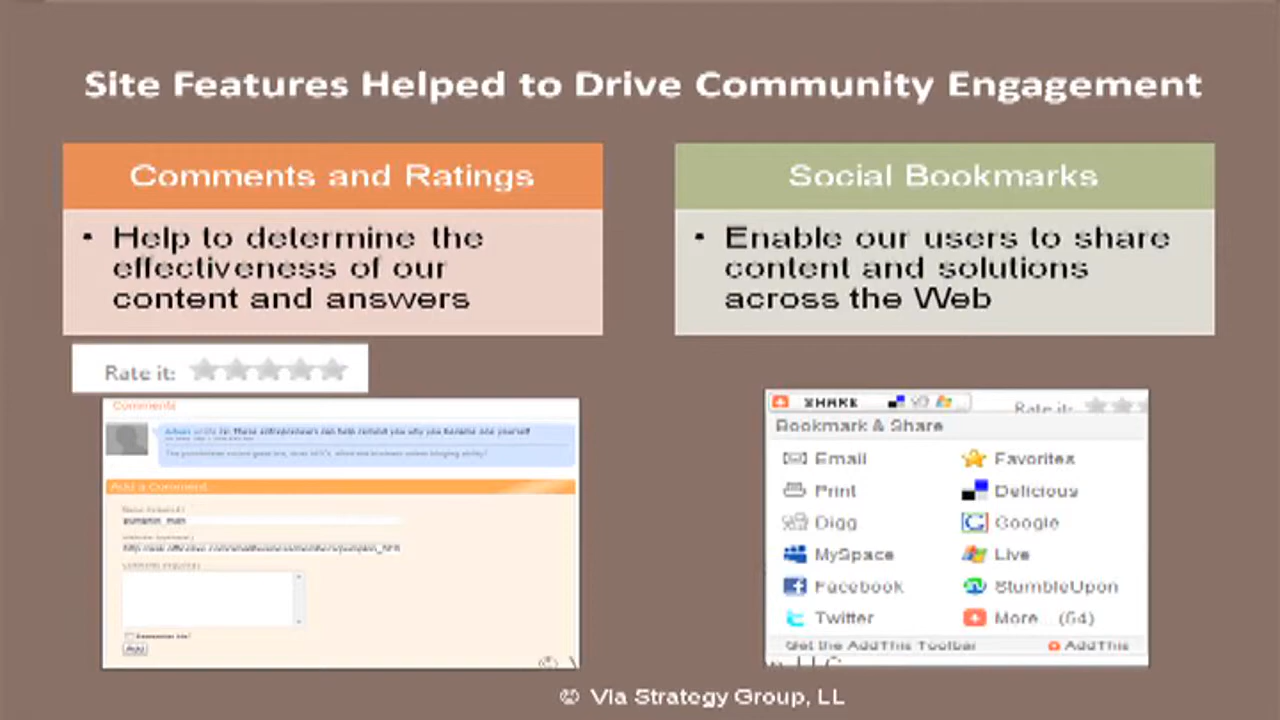 Site Features Helped to Drive Community Engagement
Comments and Ratings
• Help to determine the
effectiveness of our
content and answers
Rate it:
Comments
Add a Comment
Add
Social Bookmarks
• Enable our users to share
content and solutions
across the Web
SHARE
Rate it:
Bookmark & Share
Email
Favorites
Print
Delicious
Digg
Google
MySpace
Live
Facebook
StumbleUpon
Twitter
More... (54)
Get the AddThis Toolbar
AddThis
© Via Strategy Group, LL